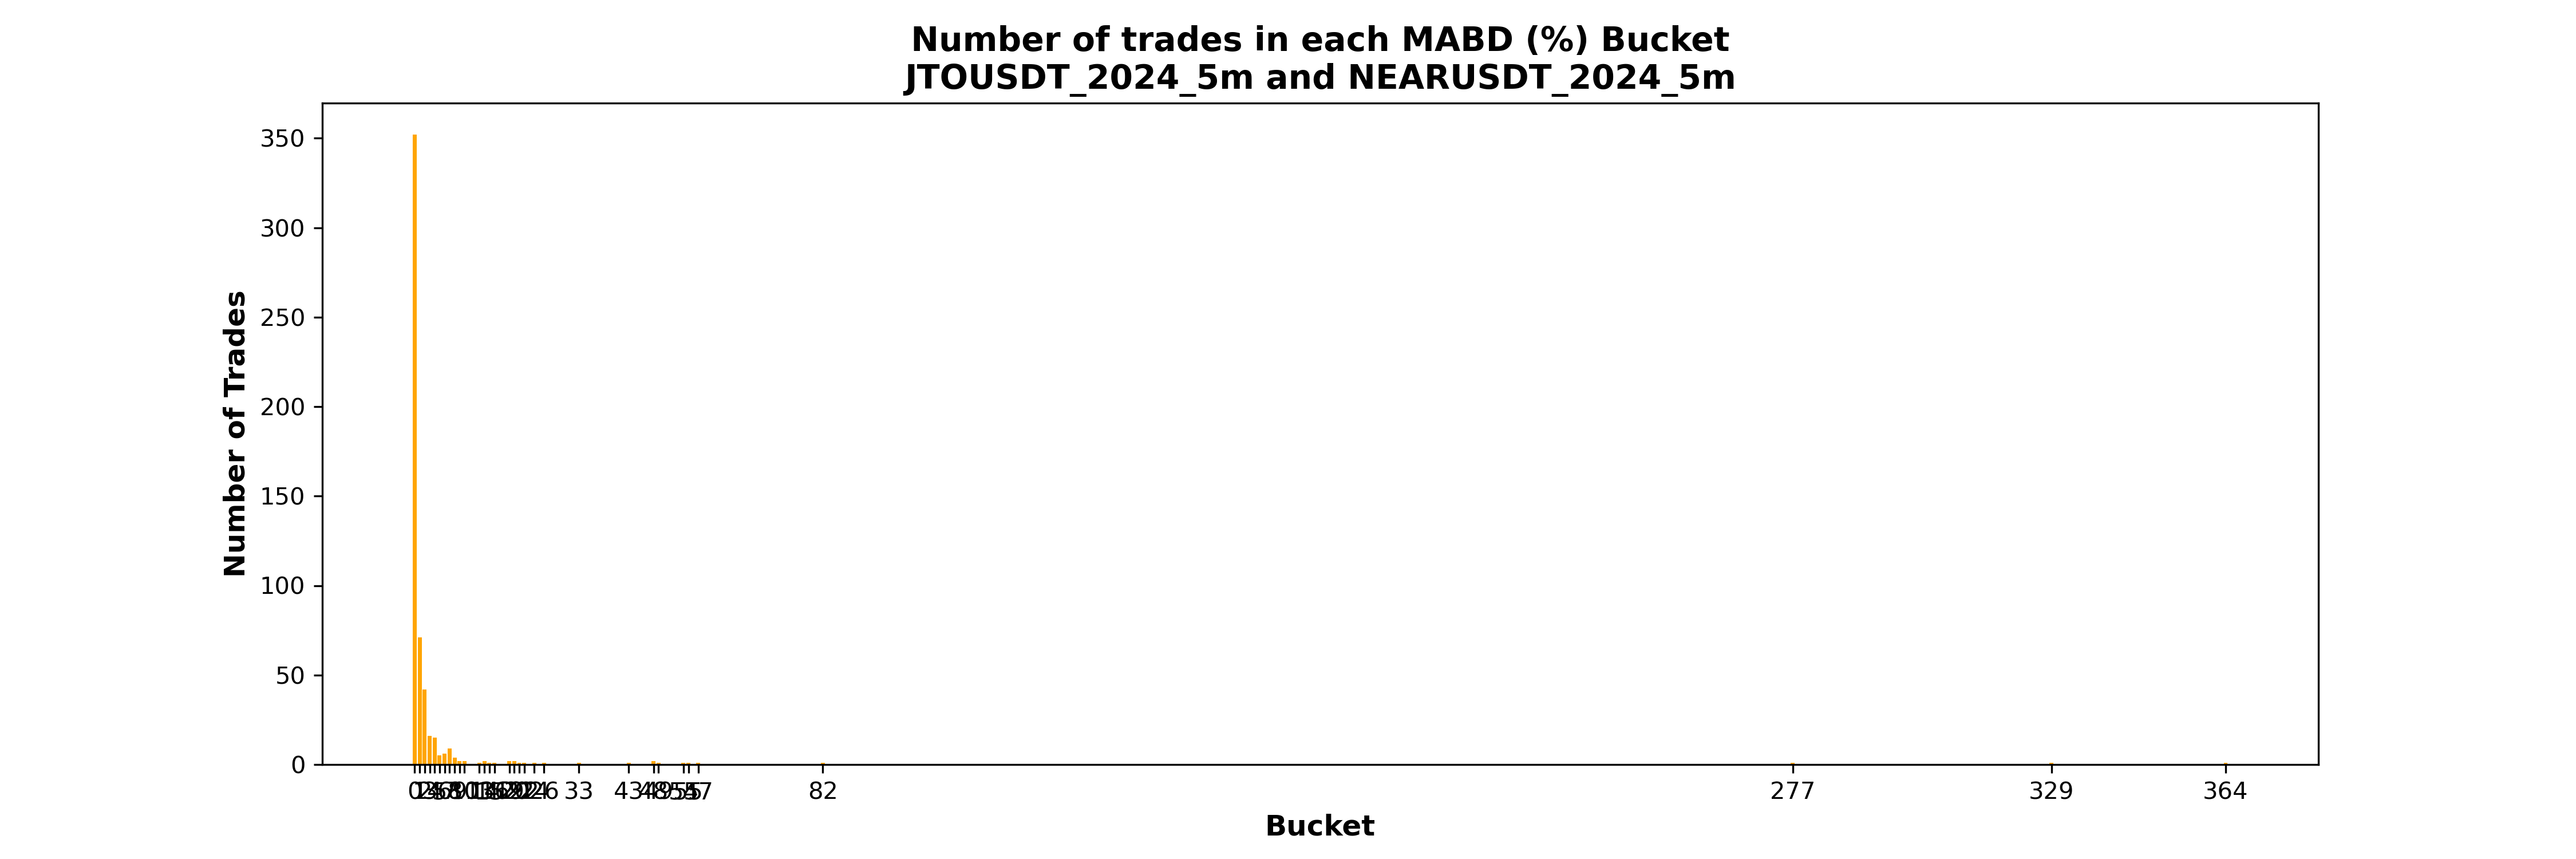 Number of trades in each MABD (%) Bucket
JTOUSDT_2024_5m and NEARUSDT_2024_5m
Number of Trades
350
300
250
200
150
100
50
0
33 43 82 277 329 364
Bucket